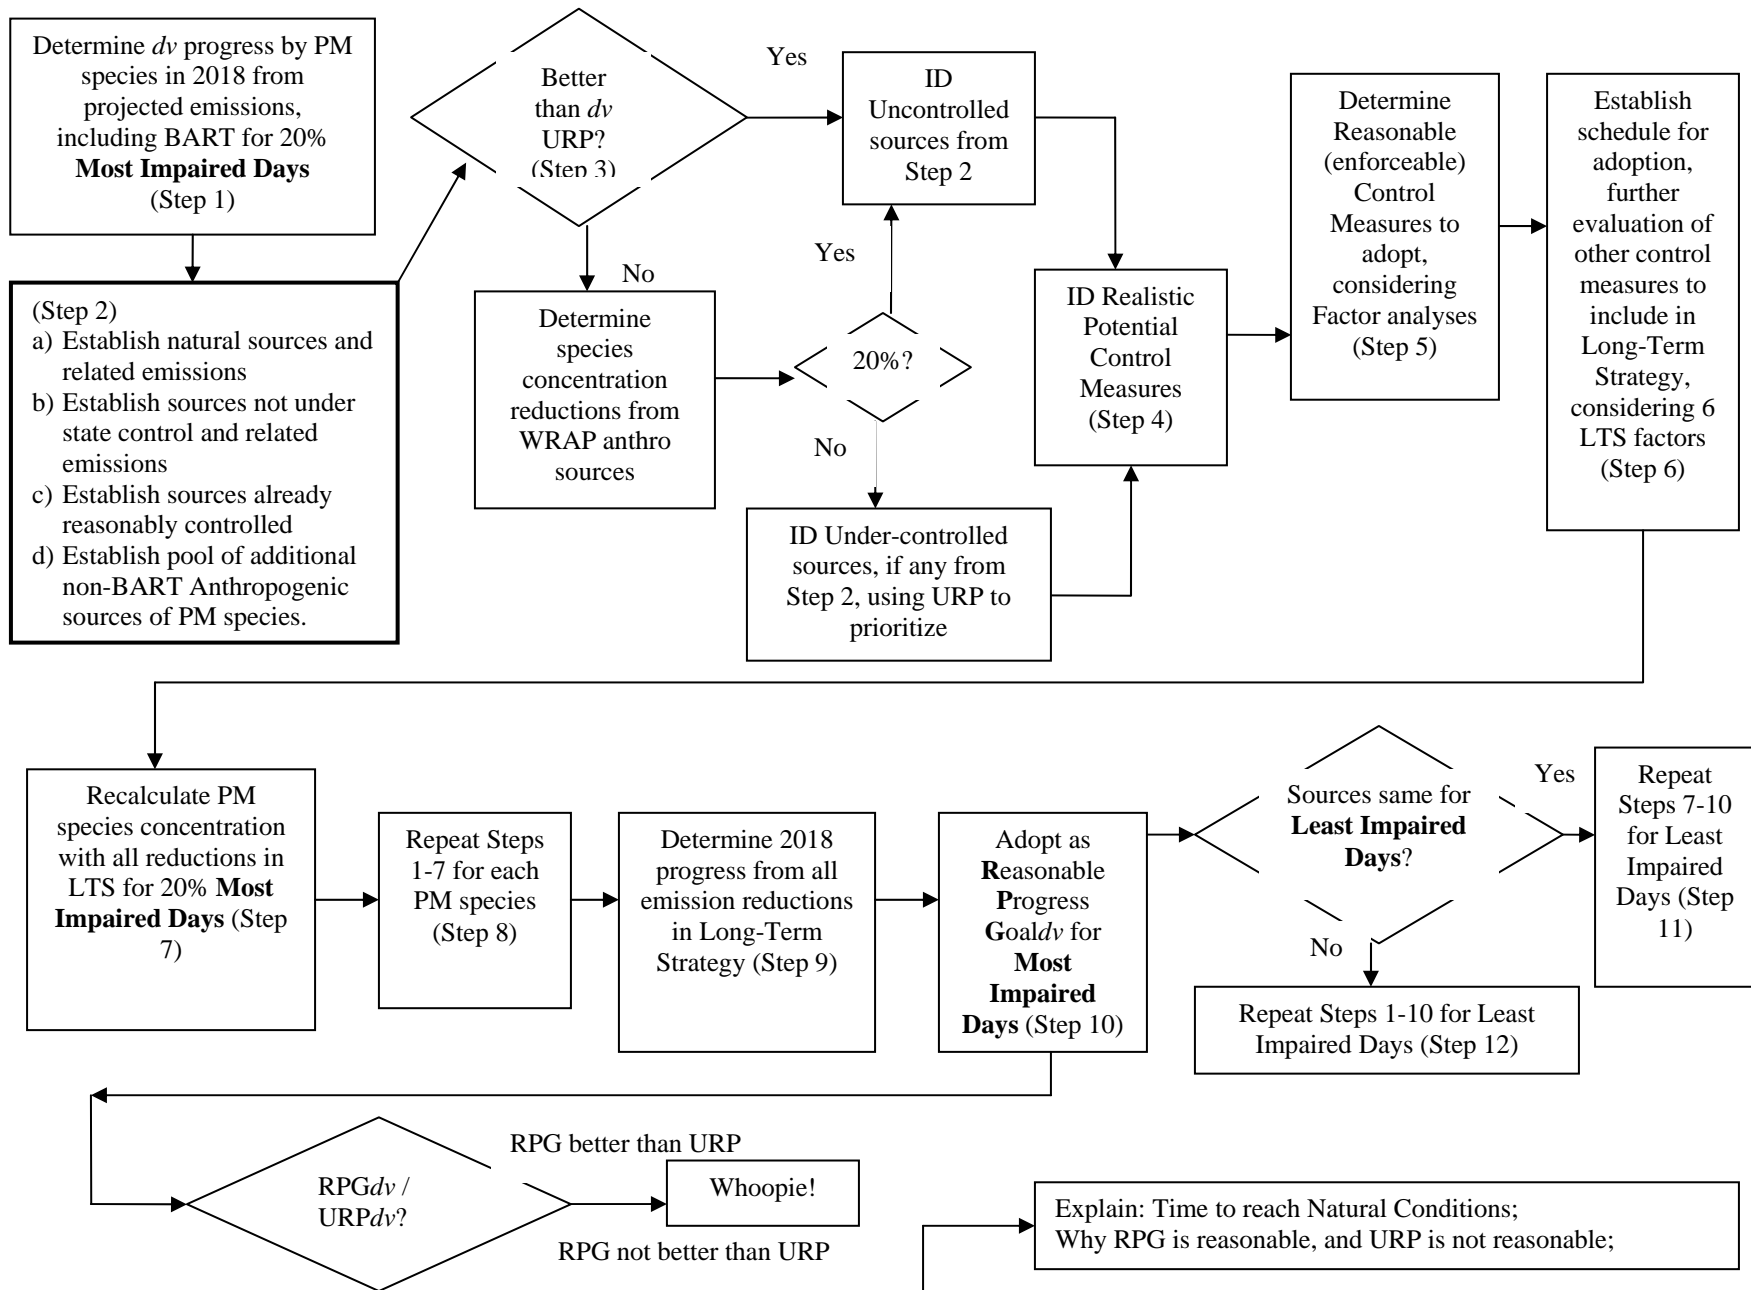 Determine dv progress by PM
species in 2018 from
projected emissions,
including BART for 20%
Most Impaired Days
(Step 1)
(Step 2)
a) Establish natural sources and
related emissions
b) Establish sources not under
state control and related
emissions
c) Establish sources already
reasonably controlled
d) Establish pool of additional
non-BART Anthropogenic
sources of PM species.
Better
than dv
URP?
(Step 3)
Yes
No
Determine
species
concentration
reductions from
WRAP anthro
sources
ID
Uncontrolled
sources from
Step 2
Yes
20%?
No
ID Under-controlled
sources, if any from
Step 2, using URP to
prioritize
ID Realistic
Potential
Control
Measures
(Step 4)
Determine
Reasonable
(enforceable)
Control
Measures to
adopt,
considering
Factor analyses
(Step 5)
Establish
schedule for
adoption,
further
evaluation of
other control
measures to
include in
Long-Term
Strategy,
considering 6
LTS factors
(Step 6)
Recalculate PM
species concentration
with all reductions in
LTS for 20% Most
Impaired Days (Step
7)
Repeat Steps
1-7 for each
PM species
(Step 8)
Determine 2018
progress from all
emission reductions
in Long-Term
Strategy (Step 9)
Adopt as
Reasonable
Progress
Goaldv for
Most
Impaired
Days (Step 10)
Sources same for
Least Impaired
Days?
Yes
No
Repeat
Steps 7-10
for Least
Impaired
Days (Step
11)
Repeat Steps 1-10 for Least
Impaired Days (Step 12)
RPGdv /
URPdv?
RPG better than URP
Whoopie!
RPG not better than URP
Explain: Time to reach Natural Conditions;
Why RPG is reasonable, and URP is not reasonable;